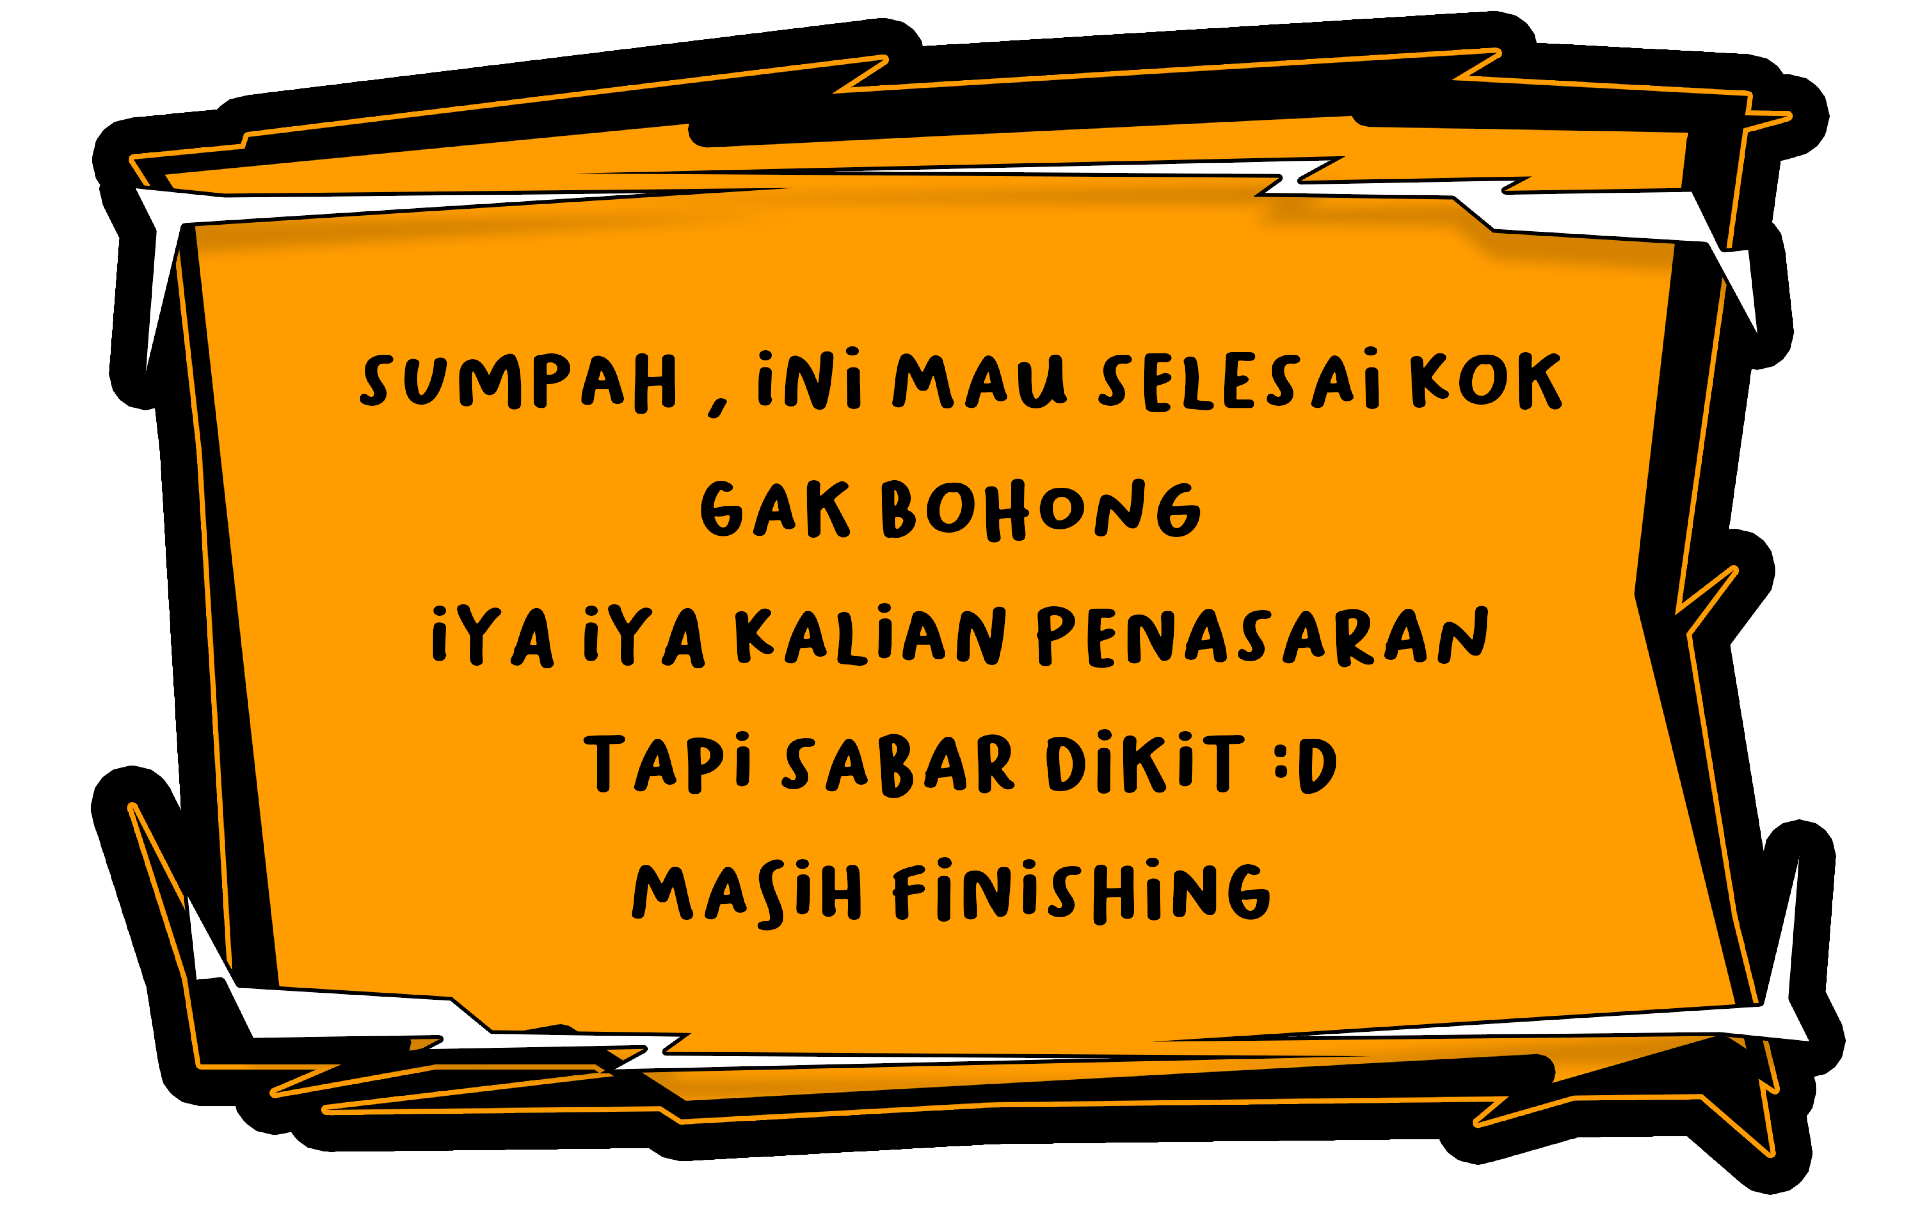 SUMPAH , INI MAU SELESAI KOK
GAK BOHONG
IYA IYA KALIAN PENASARAN
TAPI SABAR DIKIT :D
MASIH FINISHING